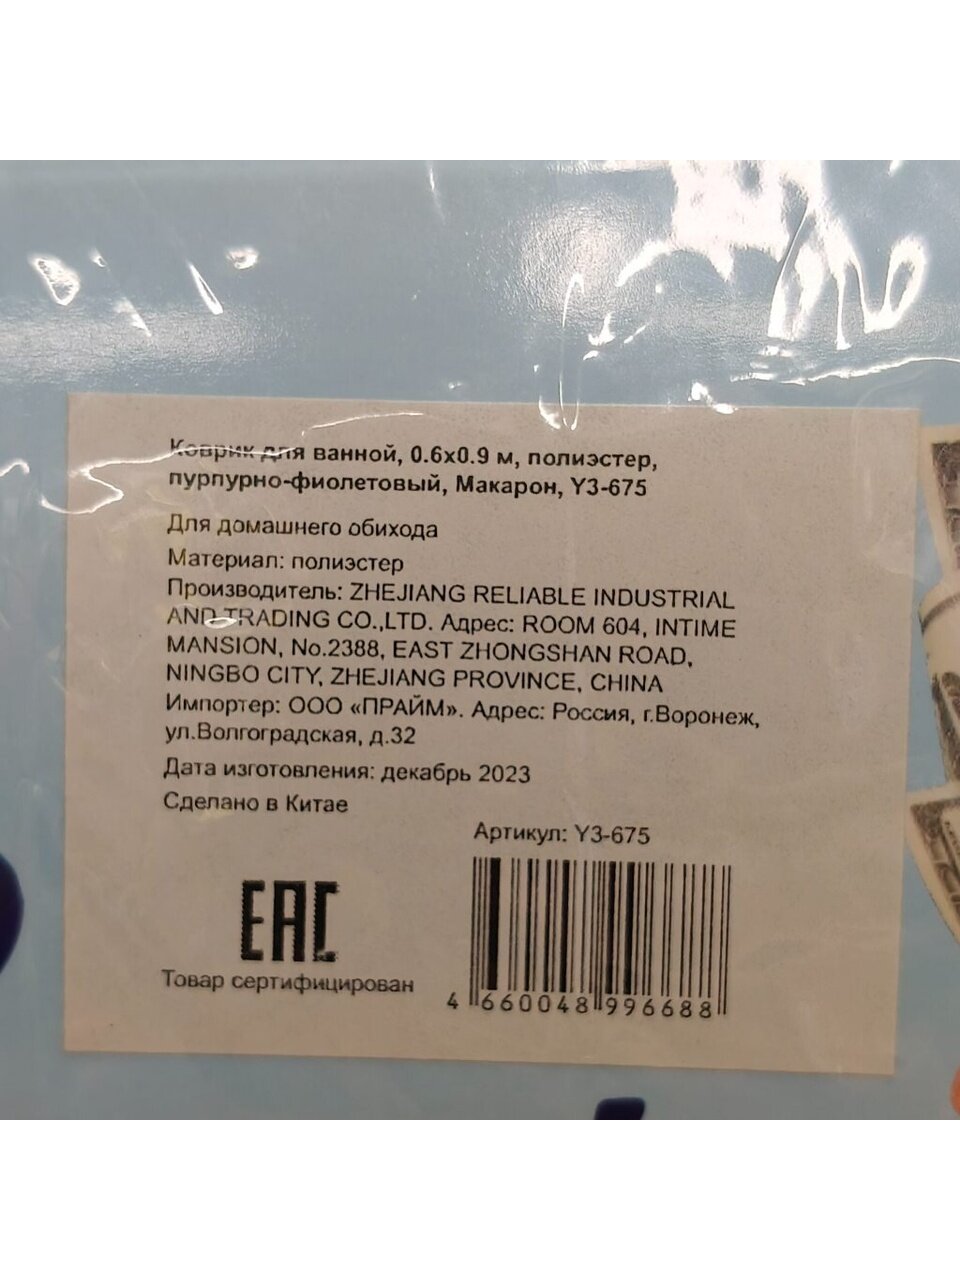 Коврик для ванной, 0.6x0.9 м, полиэстер,
пурпурно-фиолетовый, Макарон, Y3-675
Для домашнего обихода
Материал: полиэстер
Производитель: ZHEJIANG RELIABLE INDUSTRIAL
AND TRADING CO.,LTD. Адрес: ROOM 604, INTIME
MANSION, No.2388, EAST ZHONGSHAN ROAD,
NINGBO CITY, ZHEJIANG PROVINCE, CHINA
Импортер: ООО «ПРАЙМ». Адрес: Россия, г.Воронеж,
ул.Волгоградская, д.32
Дата изготовления: декабрь 2023
Сделано в Китае
Артикул: Y3-675
EAC
Товар сертифицирован
4 660048 996688